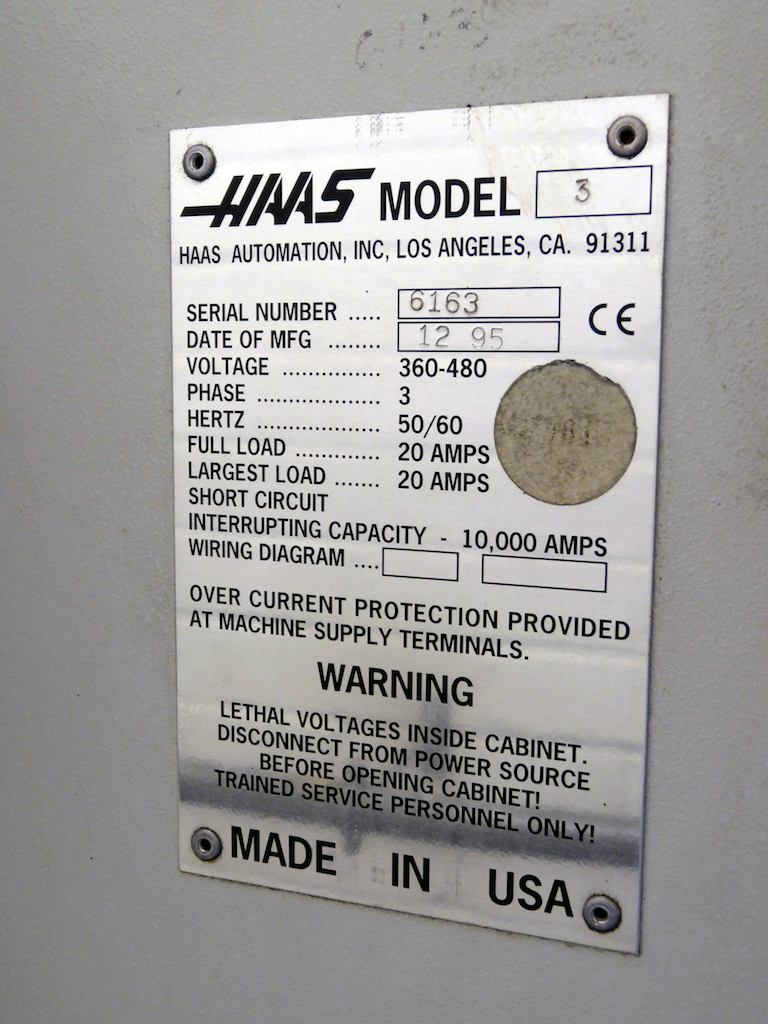 HAAS MODEL 3
HAAS AUTOMATION, INC, LOS ANGELES, CA. 91311
SERIAL NUMBER ..... 6163
CE
DATE OF MFG ........ 12 95
VOLTAGE .............. 360-480
PHASE .................. 3
HERTZ .................. 50/60
FULL LOAD ............ 20 AMPS
LARGEST LOAD ....... 20 AMPS
SHORT CIRCUIT
INTERRUPTING CAPACITY - 10,000 AMPS
WIRING DIAGRAM ....
OVER CURRENT PROTECTION PROVIDED
AT MACHINE SUPPLY TERMINALS.
WARNING
LETHAL VOLTAGES INSIDE CABINET.
DISCONNECT FROM POWER SOURCE
BEFORE OPENING CABINET!
TRAINED SERVICE PERSONNEL ONLY!
MADE IN USA